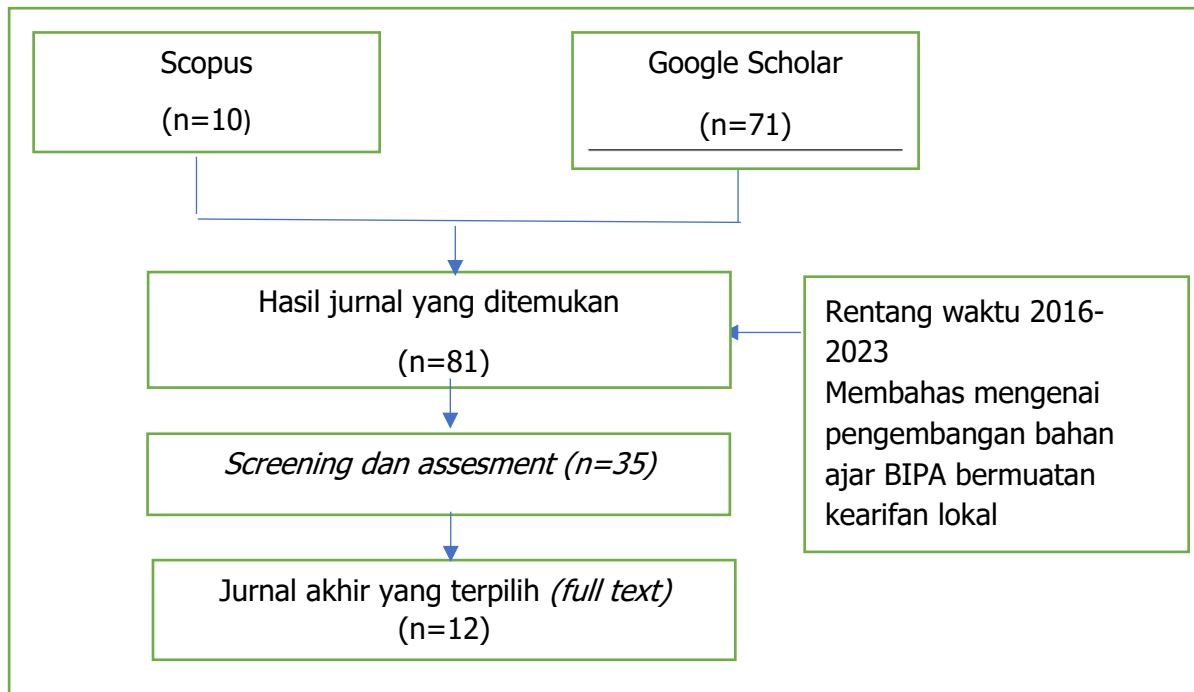 Scopus
(n=10)
Google Scholar
(n=71)
Hasil jurnal yang ditemukan
(n=81)
Rentang waktu 2016-
2023
Membahas mengenai
pengembangan bahan
ajar BIPA bermuatan
kearifan lokal
Screening dan assesment (n=35)
Jurnal akhir yang terpilih (full text)
(n=12)